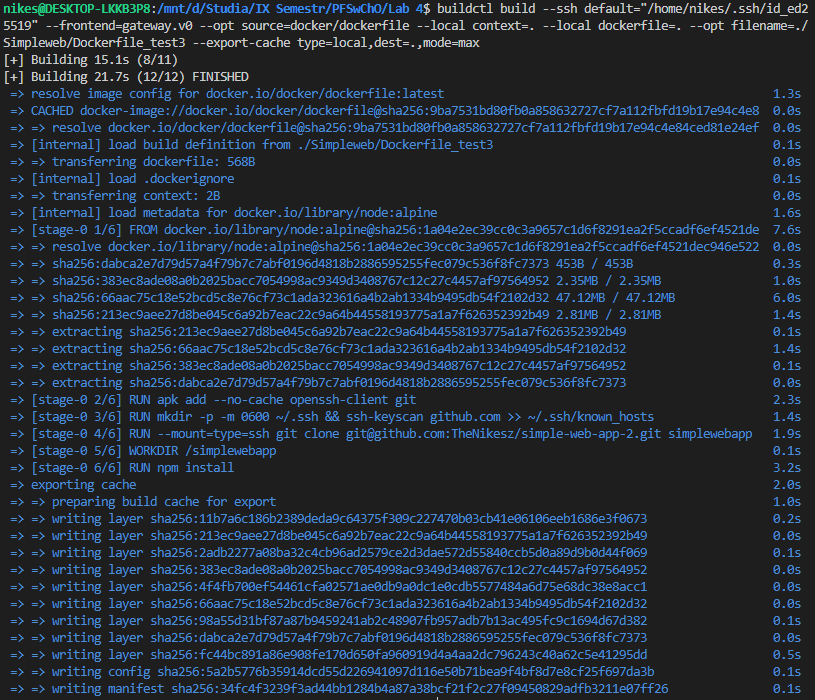 nikes@DESKTOP-LKKB3P8:/mnt/d/Studia/IX Semestr/PFSwChO/Lab 4$ buildctl build --ssh default="/home/nikes/.ssh/id_ed2
5519" --frontend=gateway.v0 --opt source=docker/dockerfile --local context=. --local dockerfile=. --opt filename=./
Simpleweb/Dockerfile_test3 --export-cache type=local,dest=.,mode=max
[+] Building 15.1s (8/11)
[+] Building 21.7s (12/12) FINISHED
=> resolve image config for docker.io/docker/dockerfile:latest 1.3s
=> CACHED docker-image://docker.io/docker/dockerfile@sha256:9ba7531bd80fb0a858632727cf7a112fbfd19b17e94c4e8 0.0s
=> => resolve docker.io/docker/dockerfile@sha256:9ba7531bd80fb0a858632727cf7a112fbfd19b17e94c4e84ced81e24ef 0.0s
=> [internal] load build definition from ./Simpleweb/Dockerfile_test3 0.1s
=> => transferring dockerfile: 568B 0.0s
=> [internal] load .dockerignore 0.1s
=> => transferring context: 2B 0.0s
=> [internal] load metadata for docker.io/library/node:alpine 1.6s
=> [stage-0 1/6] FROM docker.io/library/node:alpine@sha256:1a04e2ec39cc0c3a9657c1d6f8291ea2f5ccadf6ef4521de 7.6s
=> => resolve docker.io/library/node:alpine@sha256:1a04e2ec39cc0c3a9657c1d6f8291ea2f5ccadf6ef4521dec946e522 0.0s
=> => sha256:dabca2e7d79d57a4f79b7c7abf0196d4818b2886595255fec079c536f8fc7373 453B / 453B 0.3s
=> => sha256:383ec8ade08a0b2025bacc7054998ac9349d3408767c12c27c4457af97564952 2.35MB / 2.35MB 1.0s
=> => sha256:66aac75c18e52bcd5c8e76cf73c1ada323616a4b2ab1334b9495db54f2102d32 47.12MB / 47.12MB 6.0s
=> => sha256:213ec9aee27d8be045c6a92b7eac22c9a64b44558193775a1a7f626352392b49 2.81MB / 2.81MB 1.4s
=> => extracting sha256:213ec9aee27d8be045c6a92b7eac22c9a64b44558193775a1a7f626352392b49 0.1s
=> => extracting sha256:66aac75c18e52bcd5c8e76cf73c1ada323616a4b2ab1334b9495db54f2102d32 1.4s
=> => extracting sha256:383ec8ade08a0b2025bacc7054998ac9349d3408767c12c27c4457af97564952 0.1s
=> => extracting sha256:dabca2e7d79d57a4f79b7c7abf0196d4818b2886595255fec079c536f8fc7373 0.0s
=> [stage-0 2/6] RUN apk add --no-cache openssh-client git 2.3s
=> [stage-0 3/6] RUN mkdir -p -m 0600 ~/.ssh && ssh-keyscan github.com >> ~/.ssh/known_hosts 1.4s
=> [stage-0 4/6] RUN --mount=type=ssh git clone git@github.com:TheNikesz/simple-web-app-2.git simplewebapp 1.9s
=> [stage-0 5/6] WORKDIR /simplewebapp 0.1s
=> [stage-0 6/6] RUN npm install 3.2s
=> exporting cache 2.0s
=> => preparing build cache for export 1.0s
=> => writing layer sha256:11b7a6c186b2389deda9c64375f309c227470b03cb41e06106eeb1686e3f0673 0.2s
=> => writing layer sha256:213ec9aee27d8be045c6a92b7eac22c9a64b44558193775a1a7f626352392b49 0.0s
=> => writing layer sha256:2adb2277a08ba32c4cb96ad2579ce2d3dae572d55840ccb5d0a89d9b0d44f069 0.1s
=> => writing layer sha256:383ec8ade08a0b2025bacc7054998ac9349d3408767c12c27c4457af97564952 0.0s
=> => writing layer sha256:4f4fb700ef54461cfa02571ae0db9a0dc1e0cdb5577484a6d75e68dc38e8acc1 0.0s
=> => writing layer sha256:66aac75c18e52bcd5c8e76cf73c1ada323616a4b2ab1334b9495db54f2102d32 0.0s
=> => writing layer sha256:98a55d31bf87a87b9459241ab2c48907fb957adb7b13ac495fc9c1694d67d382 0.1s
=> => writing layer sha256:dabca2e7d79d57a4f79b7c7abf0196d4818b2886595255fec079c536f8fc7373 0.0s
=> => writing layer sha256:fc44bc891a86e908fe170d650fa960919d4a4aa2dc796243c40a62c5e41295dd 0.5s
=> => writing config sha256:5a2b5776b35914dcd55d226941097d116e50b71bea9f4bf8d7e8cf25f697da3b 0.1s
=> => writing manifest sha256:34fc4f3239f3ad44bb1284b4a87a38bcf21f2c27f09450829adfb3211e07ff26 0.1s